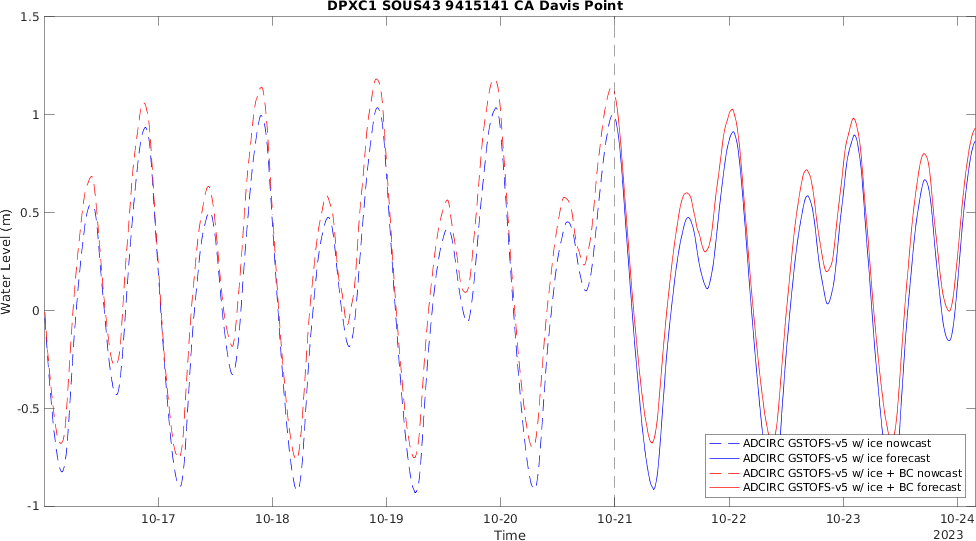 DPXC1 SOUS43 9415141 CA Davis Point
1.5
1
0.5
0
-0.5
-1
Water Level (m)
10-17
10-18
10-19
10-20
10-21
10-22
10-23
10-24
2023
Time
ADCIRC GSTOFS-v5 w/ ice nowcast
ADCIRC GSTOFS-v5 w/ ice forecast
ADCIRC GSTOFS-v5 w/ ice + BC nowcast
ADCIRC GSTOFS-v5 w/ ice + BC forecast